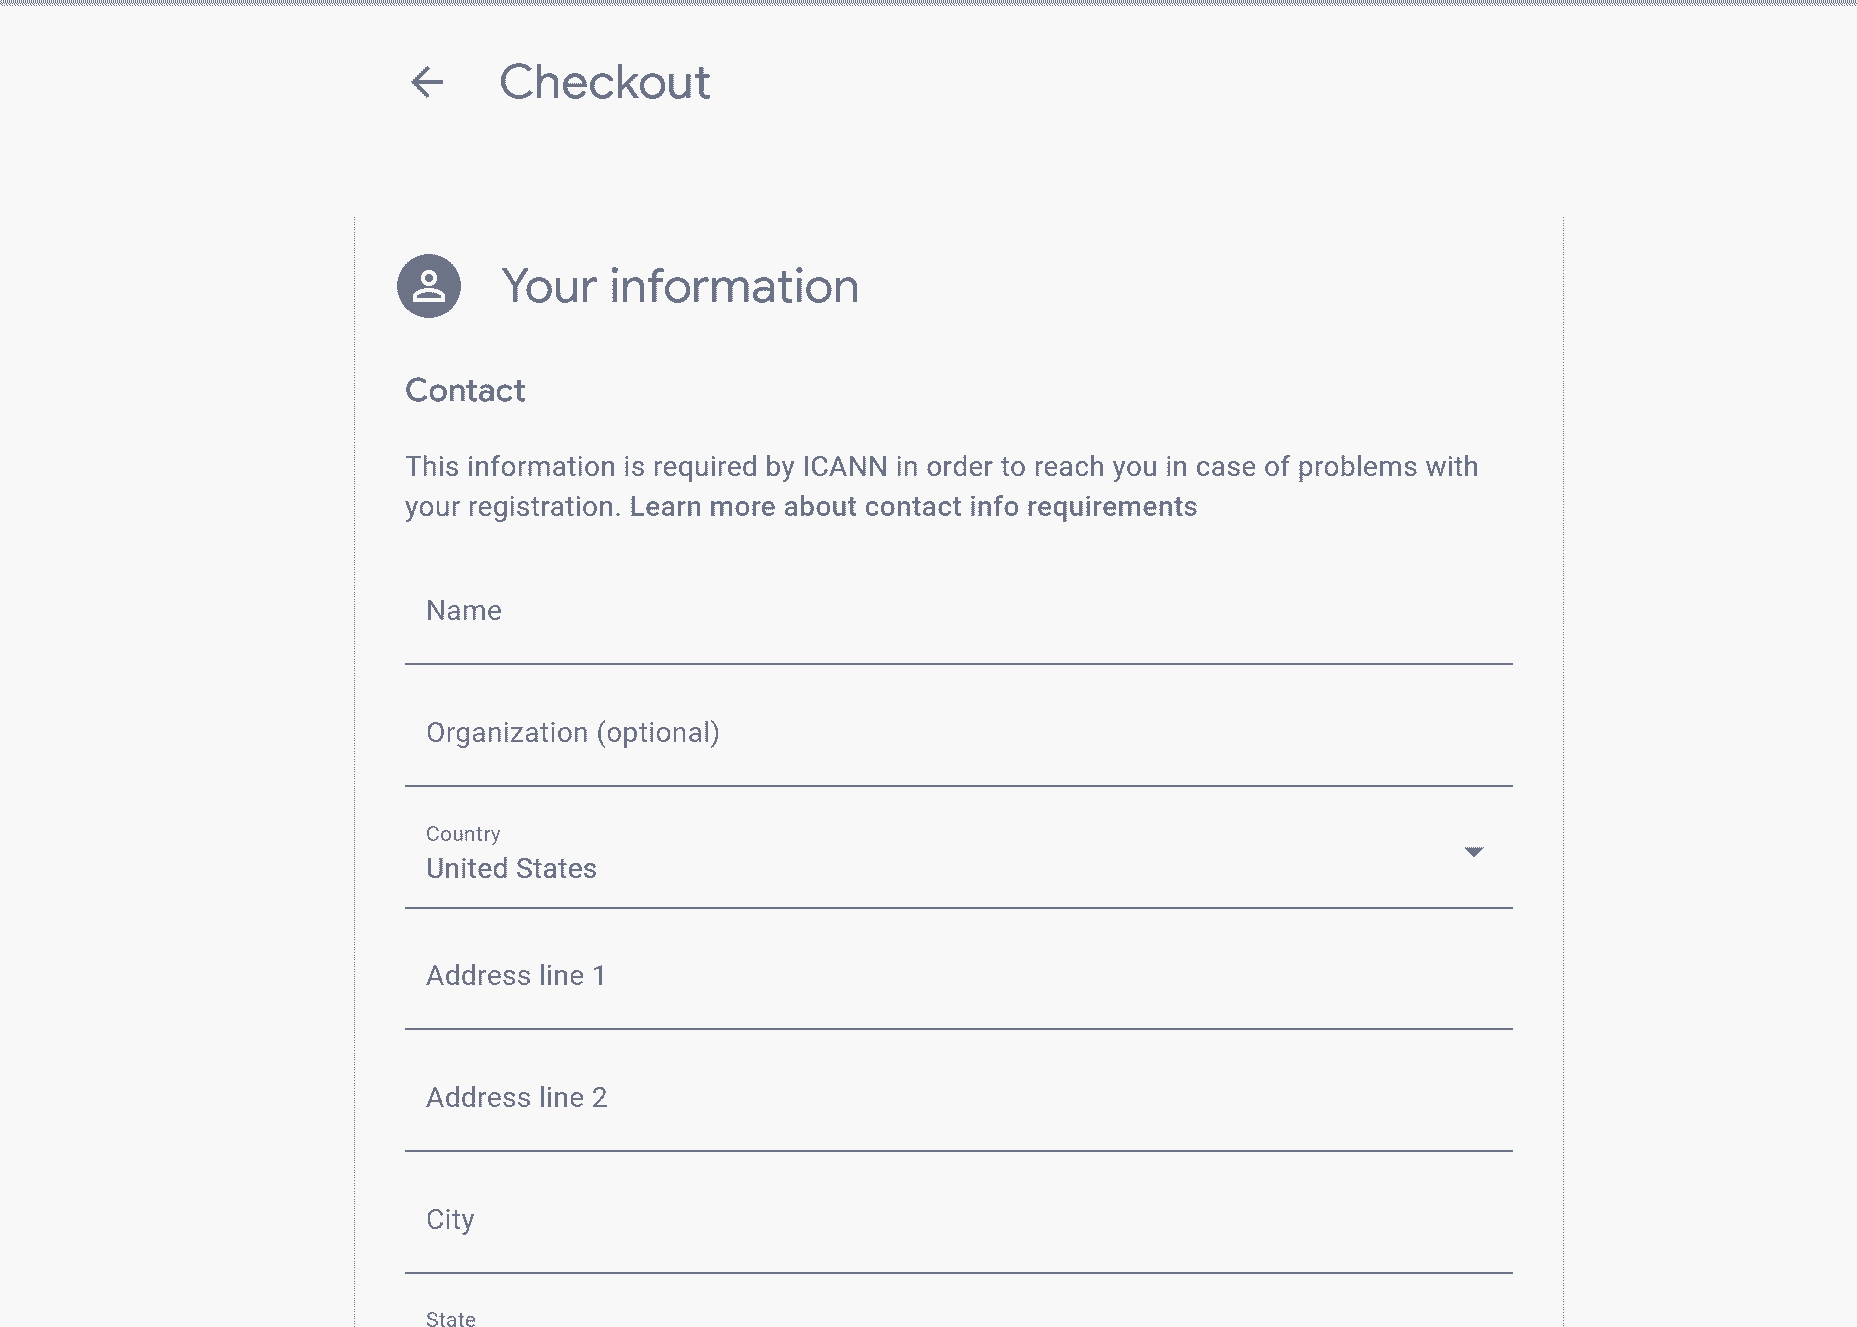 Checkout
Your information
Contact
This information is required by ICANN in order to reach you in case of problems with
your registration. Learn more about contact info requirements
Name
Organization (optional)
Country
United States
Address line 1
Address line 2
City
State